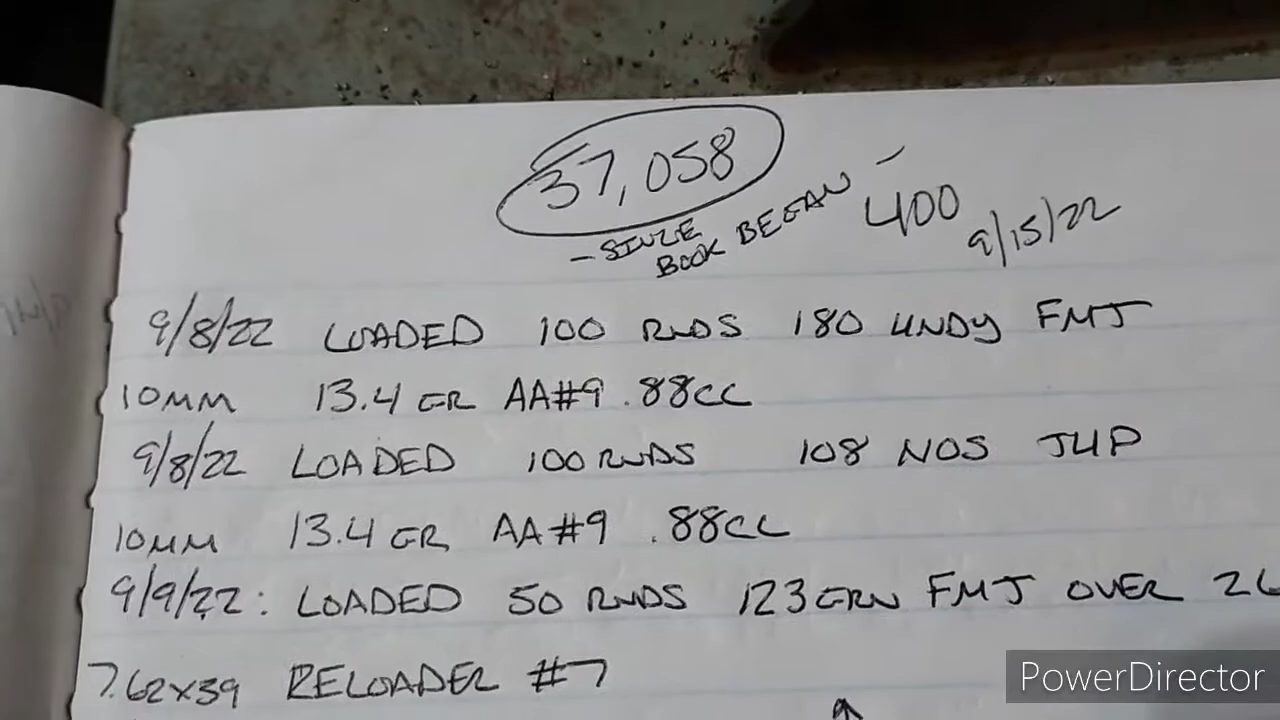 37,058
- SINCE BOOK BEGAN - 400 9/15/22
9/8/22 LOADED 100 RNDS 180 UNDY FMJ
10MM 13.4 GR AA#9 .88CC
9/8/22 LOADED 100 RNDS 108 NOS JHP
10MM 13.4 GR AA#9 .88CC
9/9/22: LOADED 50 RNDS 123GRN FMJ OVER 26
7.62x39 RELOADER #7
PowerDirector